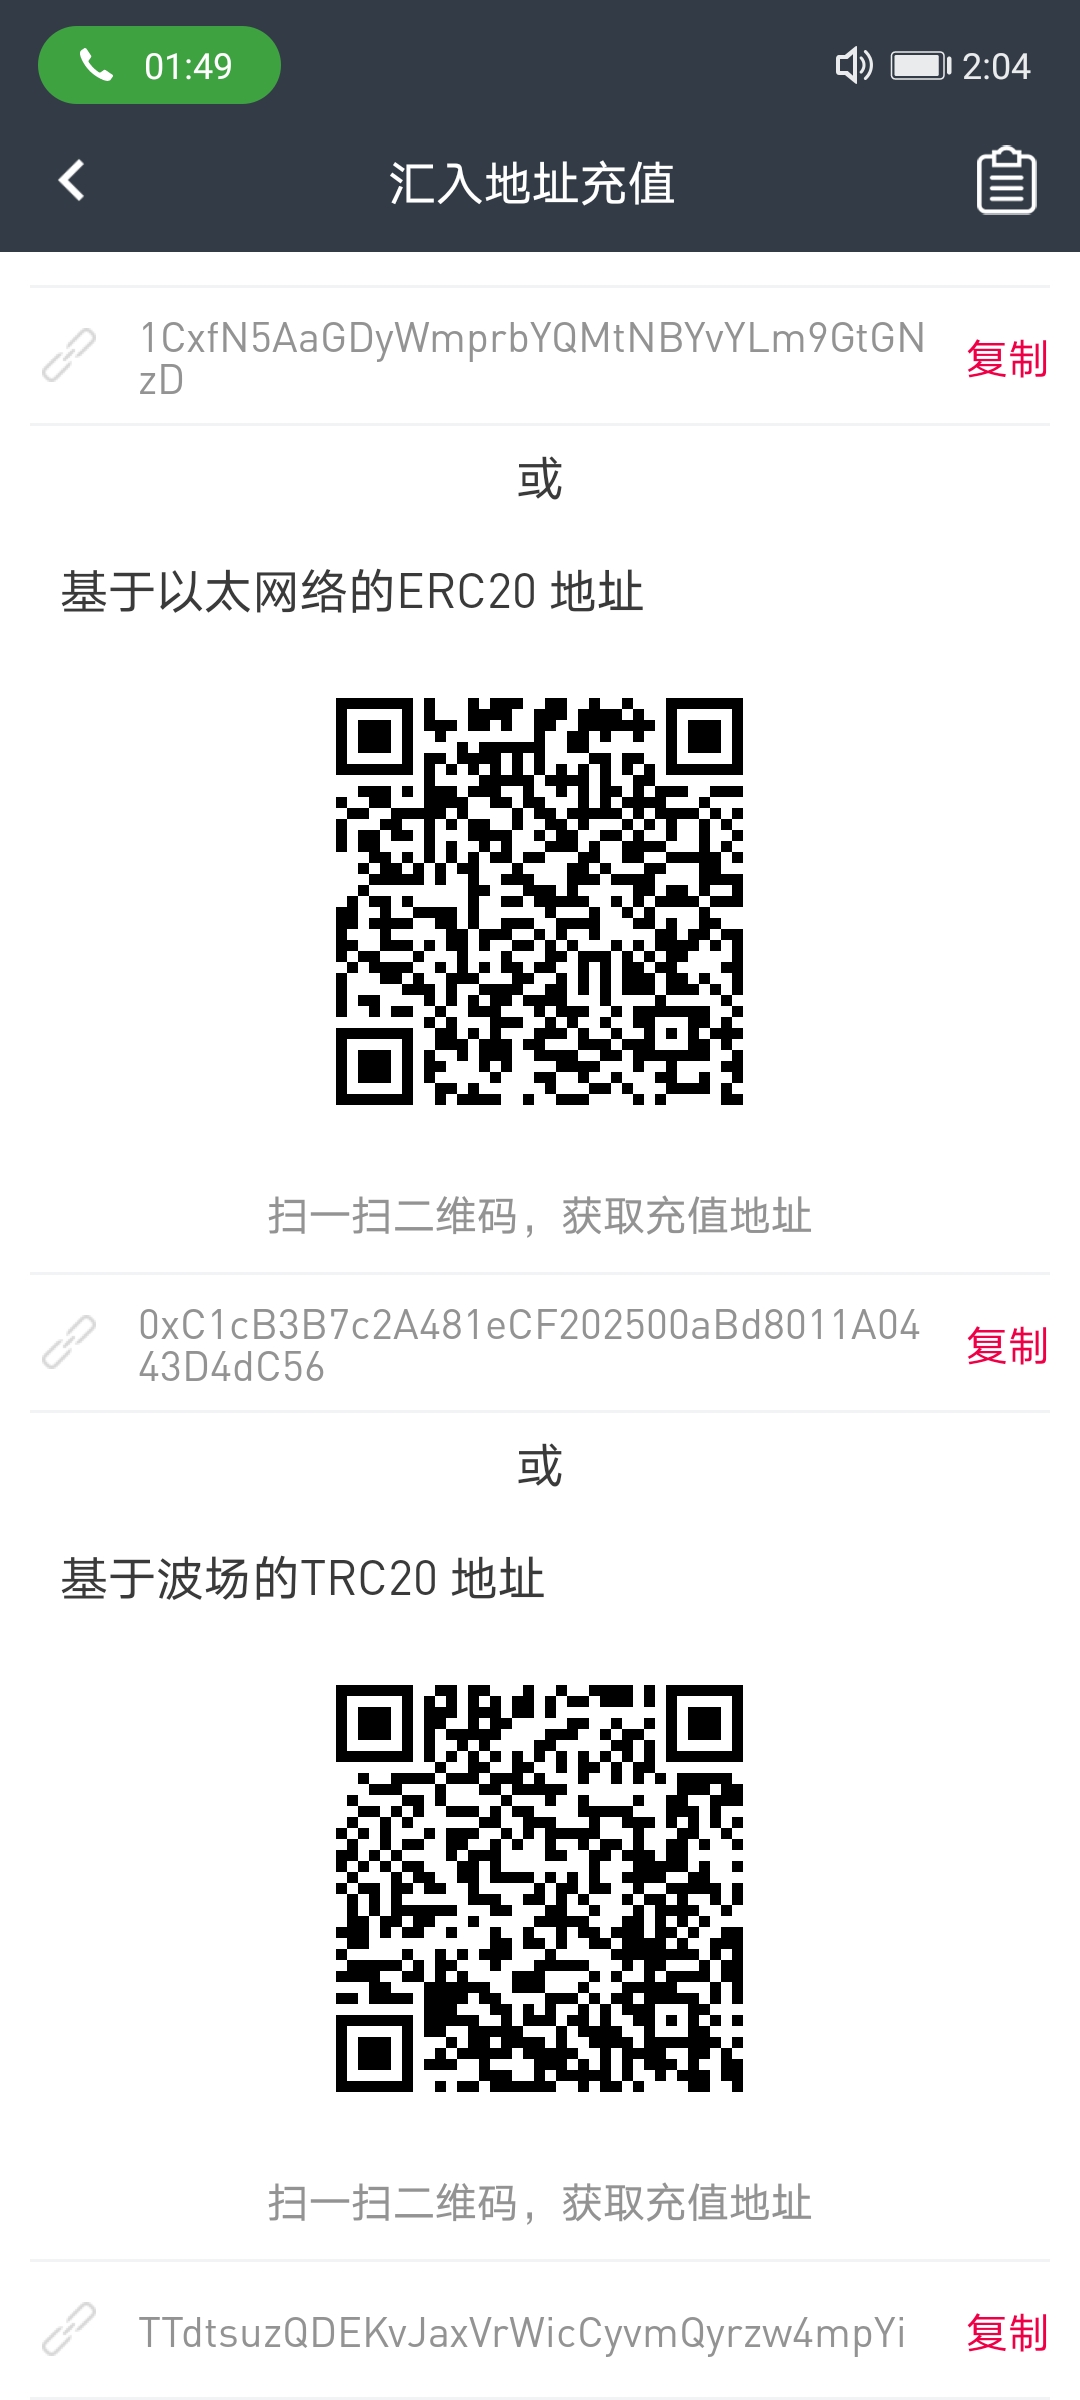 01:49
2:04
汇入地址充值
1CxfN5AaGDyWmprbYQMtNBYvYLm9GtGN
zD
复制
或
基于以太网络的ERC20 地址
扫一扫二维码，获取充值地址
0xC1cB3B7c2A481eCF202500aBd8011A04
43D4dC56
复制
或
基于波场的TRC20 地址
扫一扫二维码，获取充值地址
TTdtsuzQDEKvJaxVrWicCyvmQyrzw4mpYi
复制